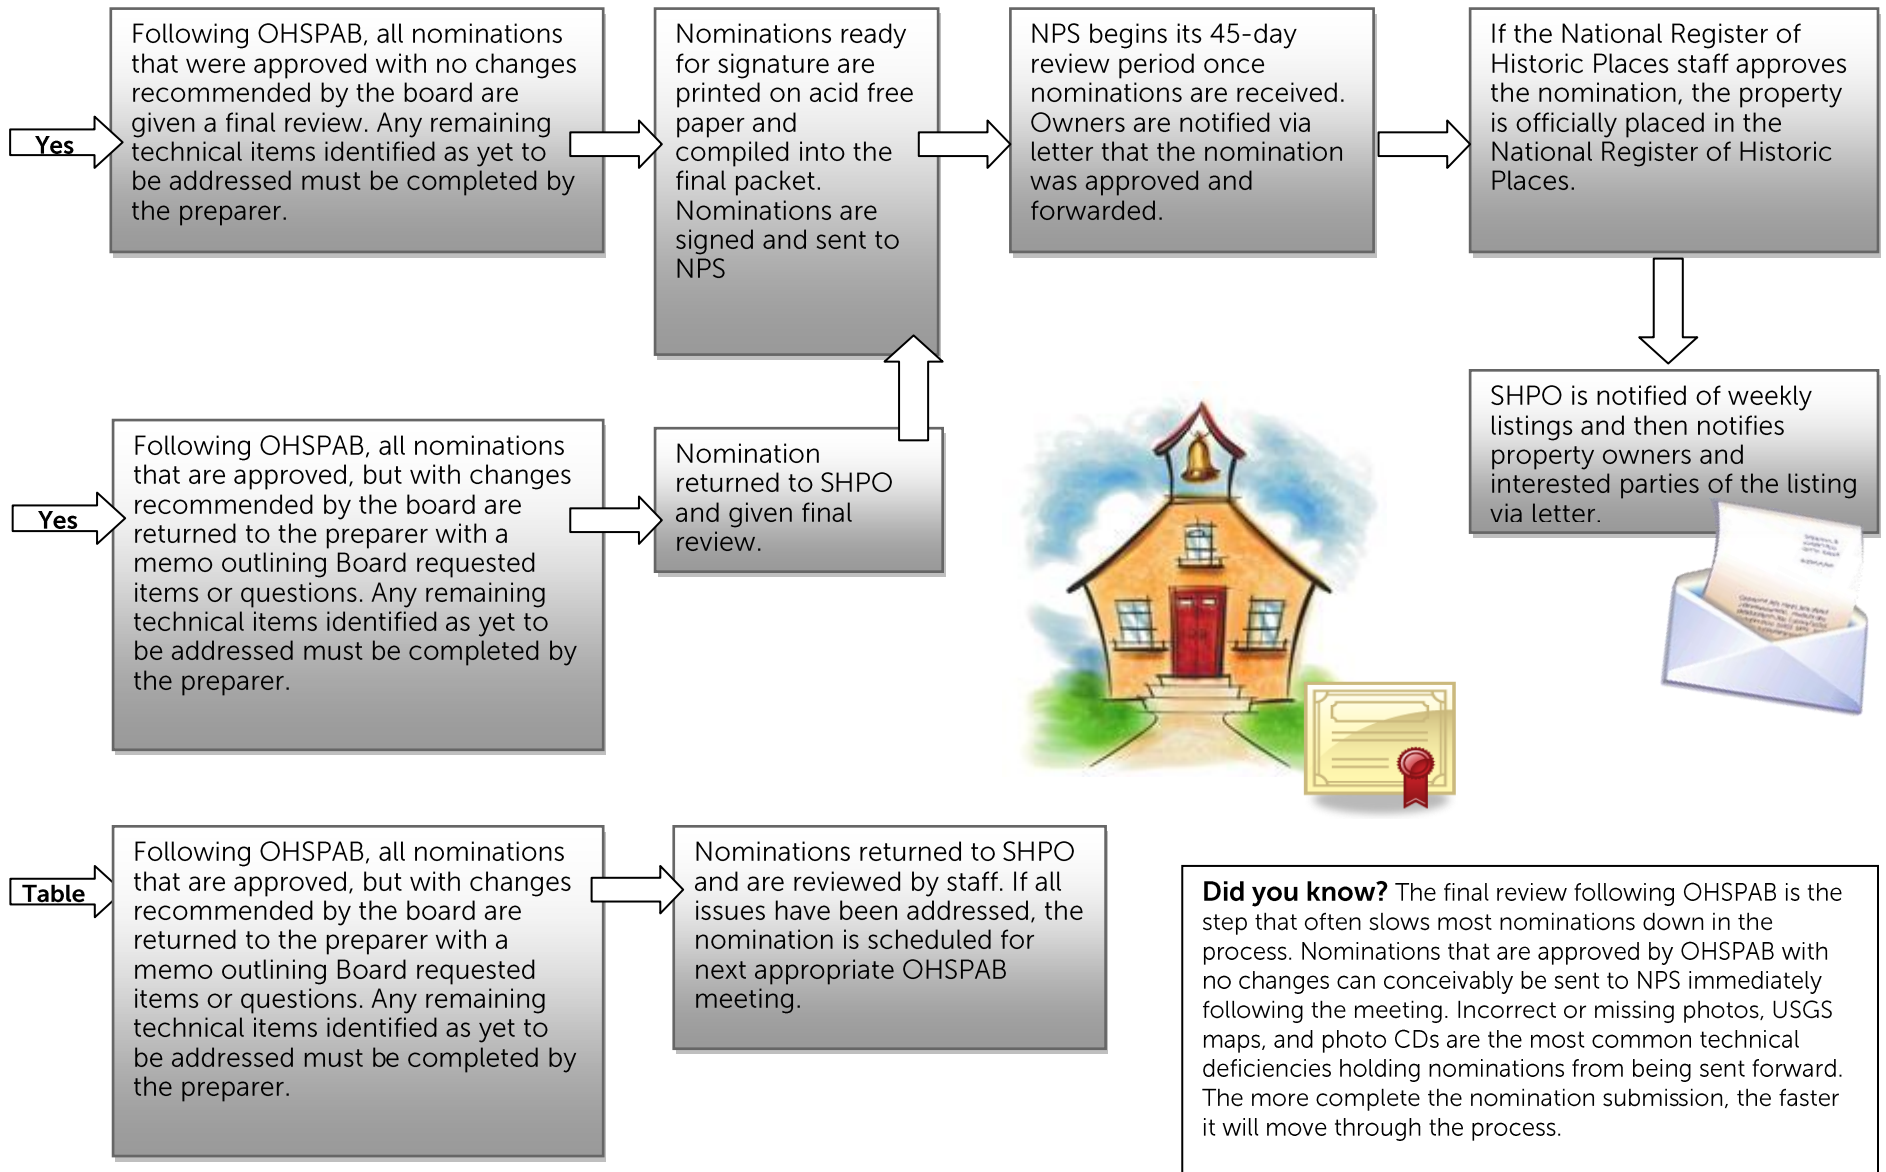 Yes
Following OHSPAB, all nominations
that were approved with no changes
recommended by the board are
given a final review. Any remaining
technical items identified as yet to
be addressed must be completed by
the preparer.
Nominations ready
for signature are
printed on acid free
paper and
compiled into the
final packet.
Nominations are
signed and sent to
NPS
NPS begins its 45-day
review period once
nominations are received.
Owners are notified via
letter that the nomination
was approved and
forwarded.
If the National Register of
Historic Places staff approves
the nomination, the property
is officially placed in the
National Register of Historic
Places.
SHPO is notified of weekly
listings and then notifies
property owners and
interested parties of the listing
via letter.
Yes
Following OHSPAB, all nominations
that are approved, but with changes
recommended by the board are
returned to the preparer with a
memo outlining Board requested
items or questions. Any remaining
technical items identified as yet to
be addressed must be completed by
the preparer.
Nomination
returned to SHPO
and given final
review.
Table
Following OHSPAB, all nominations
that are approved, but with changes
recommended by the board are
returned to the preparer with a
memo outlining Board requested
items or questions. Any remaining
technical items identified as yet to
be addressed must be completed by
the preparer.
Nominations returned to SHPO
and are reviewed by staff. If all
issues have been addressed, the
nomination is scheduled for
next appropriate OHSPAB
meeting.
Did you know? The final review following OHSPAB is the
step that often slows most nominations down in the
process. Nominations that are approved by OHSPAB with
no changes can conceivably be sent to NPS immediately
following the meeting. Incorrect or missing photos, USGS
maps, and photo CDs are the most common technical
deficiencies holding nominations from being sent forward.
The more complete the nomination submission, the faster
it will move through the process.